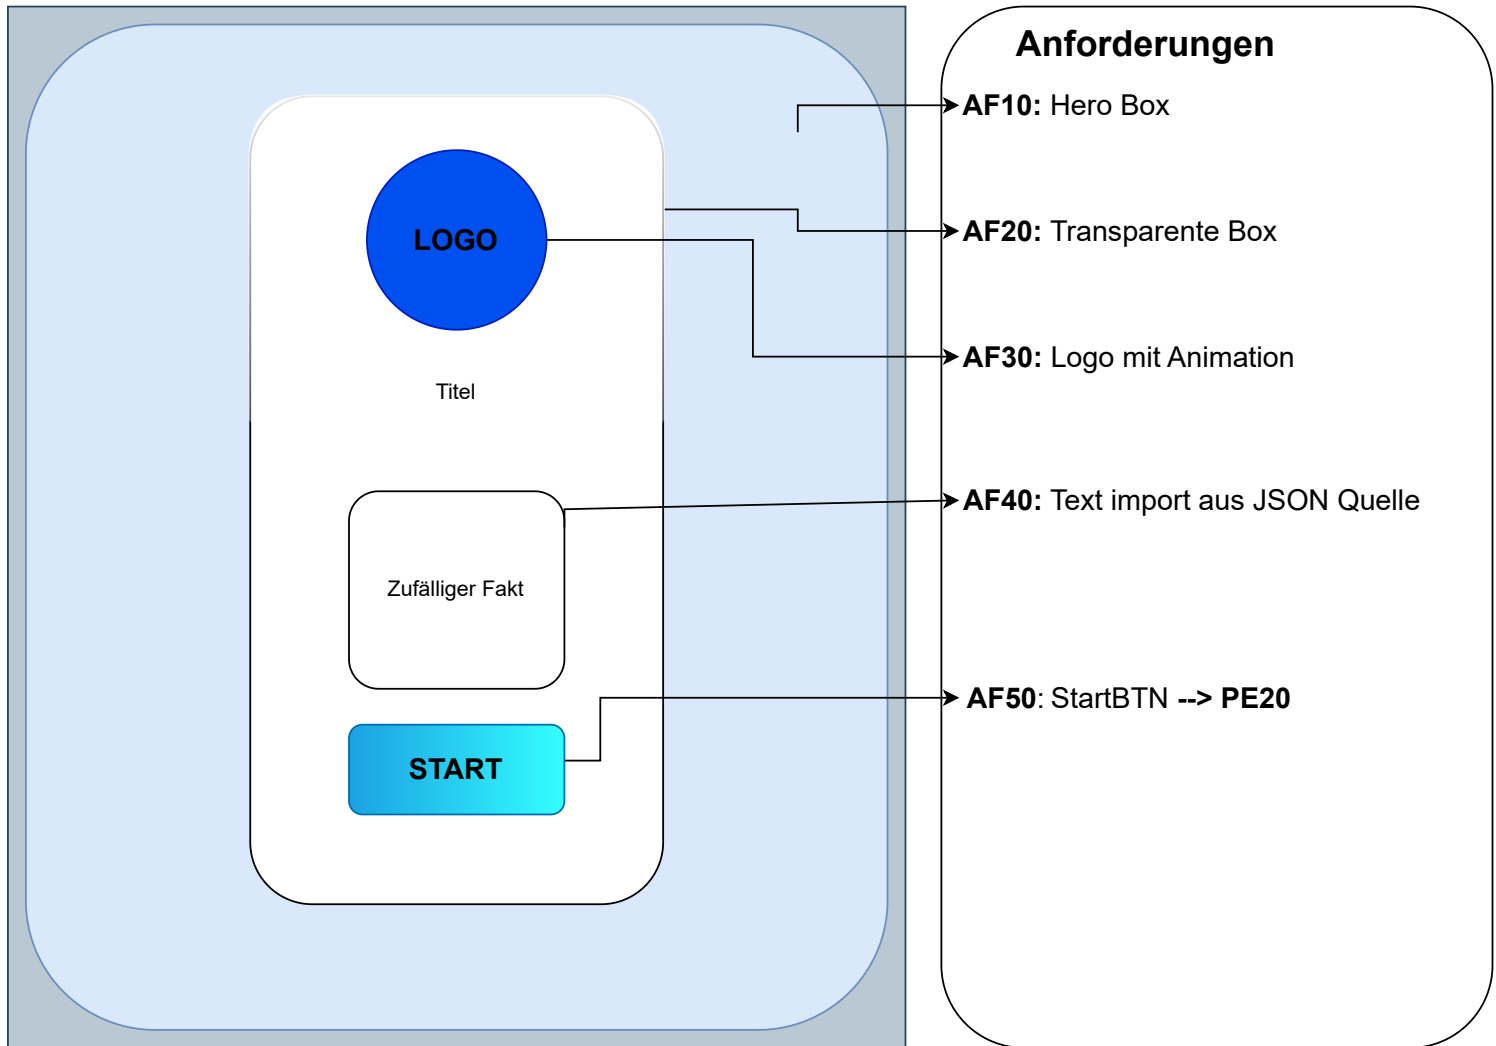 LOGO
Titel
Zufälliger Fakt
START
Anforderungen
AF10: Hero Box
AF20: Transparente Box
AF30: Logo mit Animation
AF40: Text import aus JSON Quelle
AF50: StartBTN --> PE20